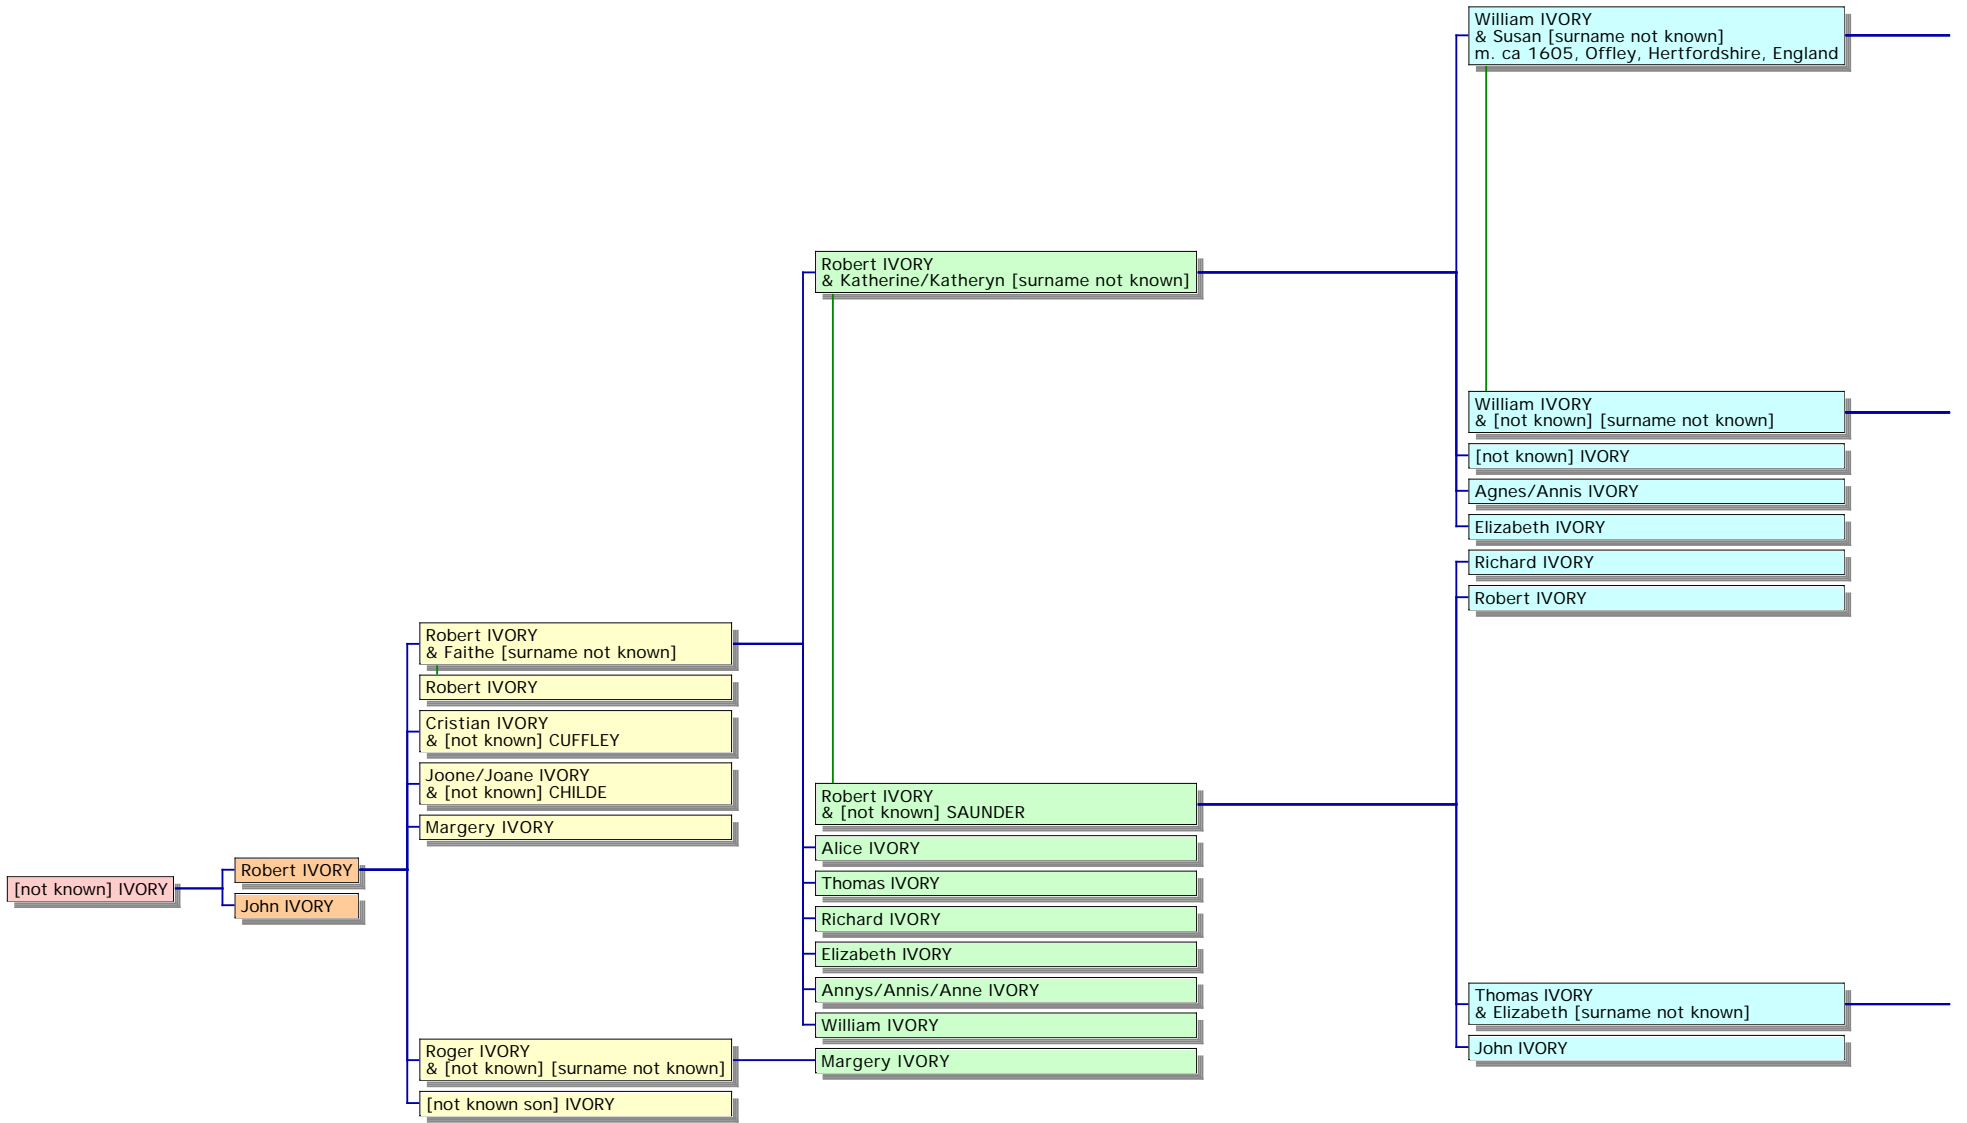 [not known] IVORY
Robert IVORY
John IVORY
Robert IVORY
& Faithe [surname not known]
Robert IVORY
Cristian IVORY
& [not known] CUFFLEY
Joone/Joane IVORY
& [not known] CHILDE
Margery IVORY
Roger IVORY
& [not known] [surname not known]
[not known son] IVORY
Robert IVORY
& Katherine/Katheryn [surname not known]
Robert IVORY
& [not known] SAUNDER
Alice IVORY
Thomas IVORY
Richard IVORY
Elizabeth IVORY
Annys/Annis/Anne IVORY
William IVORY
Margery IVORY
William IVORY
& Susan [surname not known]
m. ca 1605, Offley, Hertfordshire, England
William IVORY
& [not known] [surname not known]
[not known] IVORY
Agnes/Annis IVORY
Elizabeth IVORY
Richard IVORY
Robert IVORY
Thomas IVORY
& Elizabeth [surname not known]
John IVORY